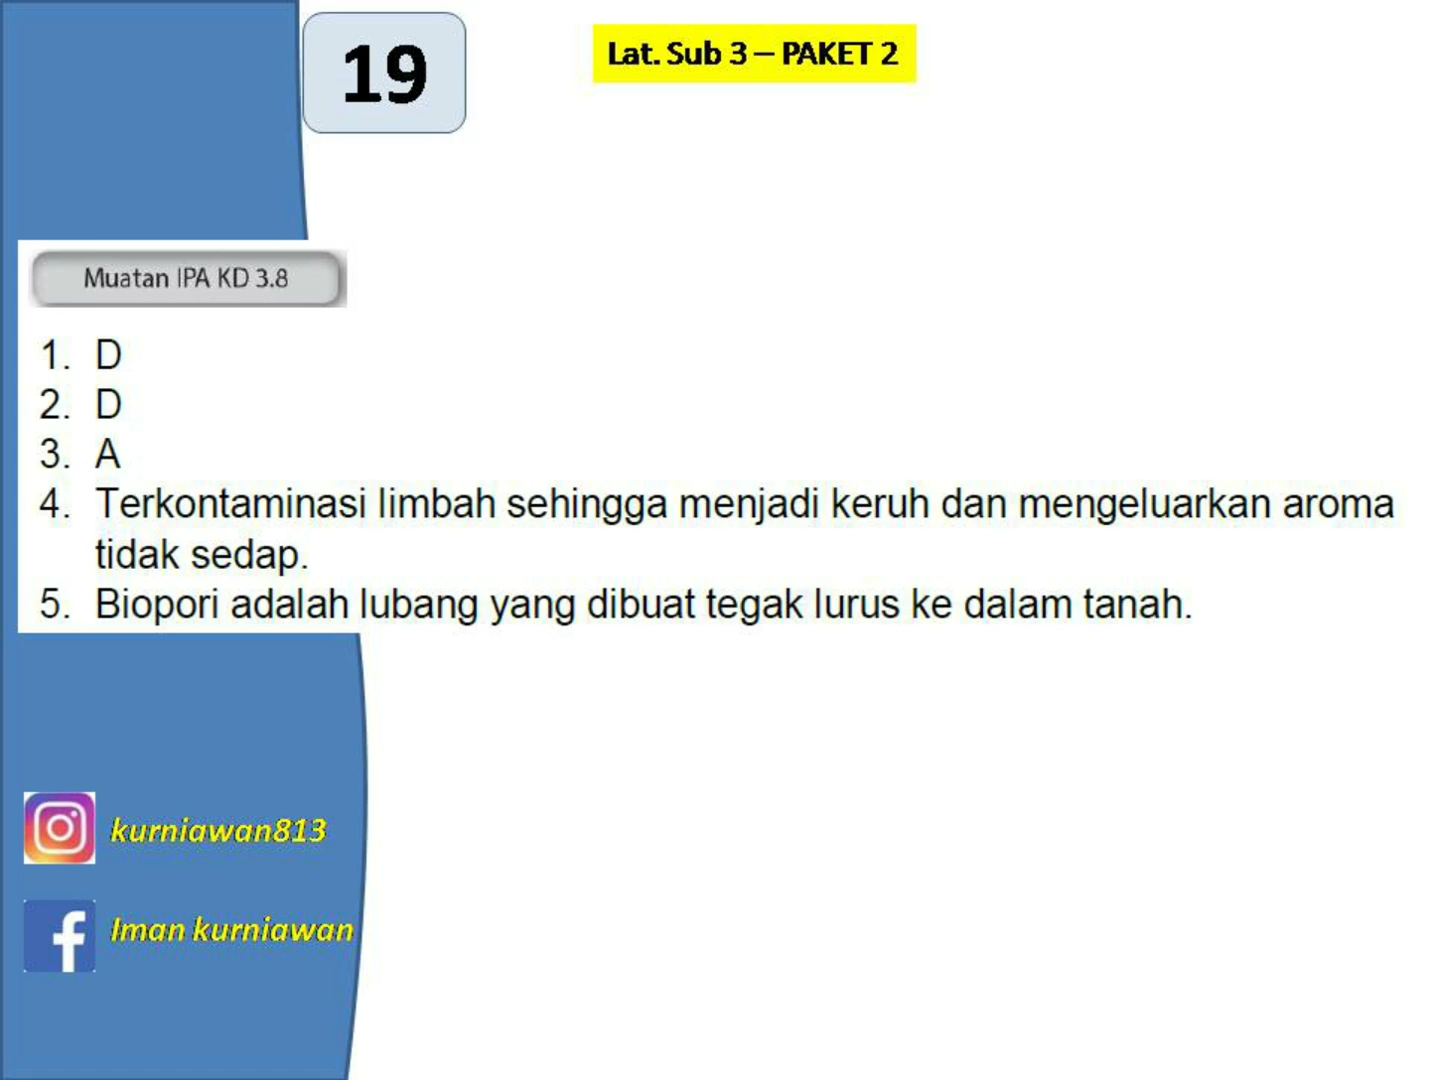 19
Lat. Sub 3 – PAKET 2
Muatan IPA KD 3.8
1. D
2. D
3. A
4. Terkontaminasi limbah sehingga menjadi keruh dan mengeluarkan aroma
tidak sedap.
5. Biopori adalah lubang yang dibuat tegak lurus ke dalam tanah.
kurniawan813
Iman kurniawan